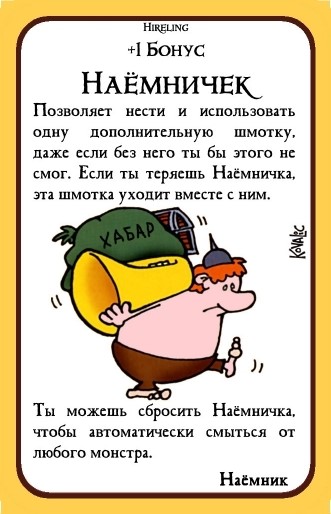 Hireling
+1 Бонус
Наёмничек
Позволяет нести и использовать
одну дополнительную шмотку,
даже если без него ты бы этого не
смог. Если ты теряешь Наёмничка,
эта шмотка уходит вместе с ним.
ХАБАР
Kovalic
Ты можешь сбросить Наёмничка,
чтобы автоматически смыться от
любого монстра.
Наёмник